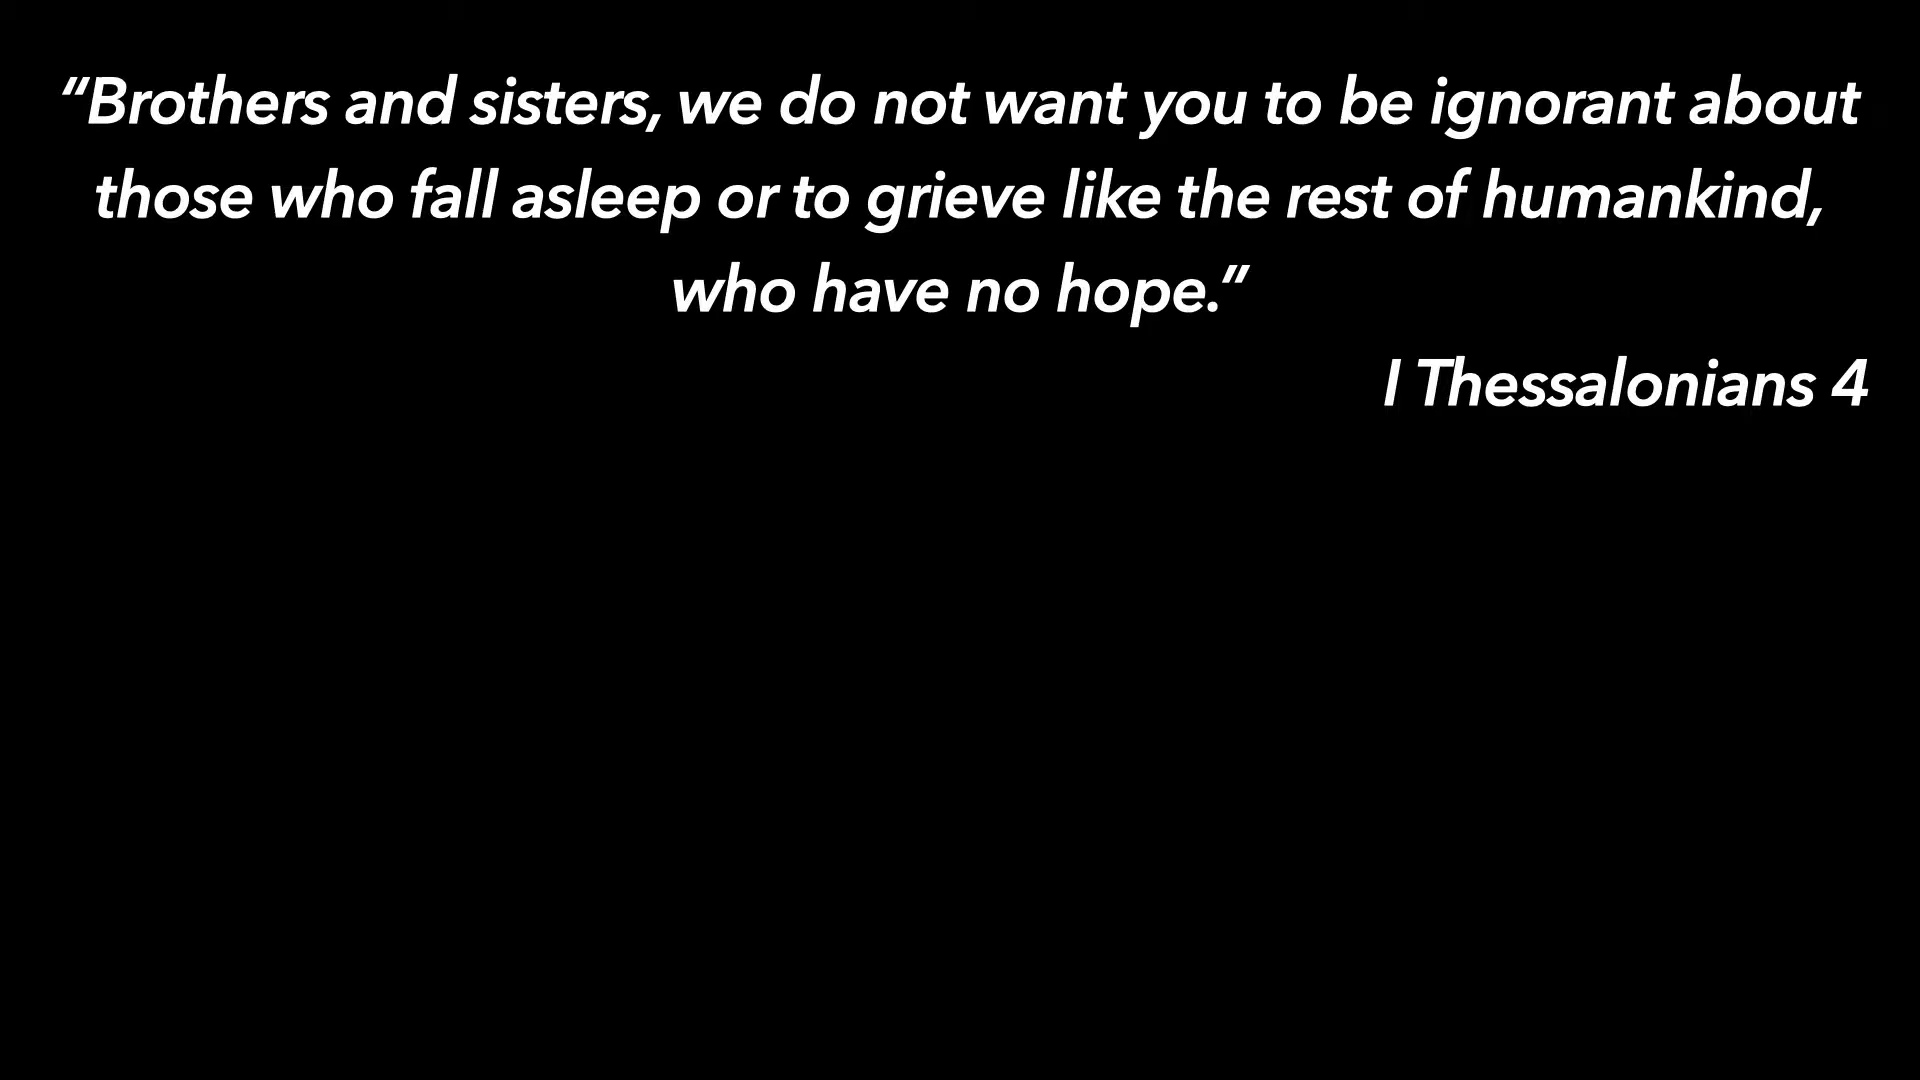 “Brothers and sisters, we do not want you to be ignorant about
those who fall asleep or to grieve like the rest of humankind,
who have no hope.”
I Thessalonians 4